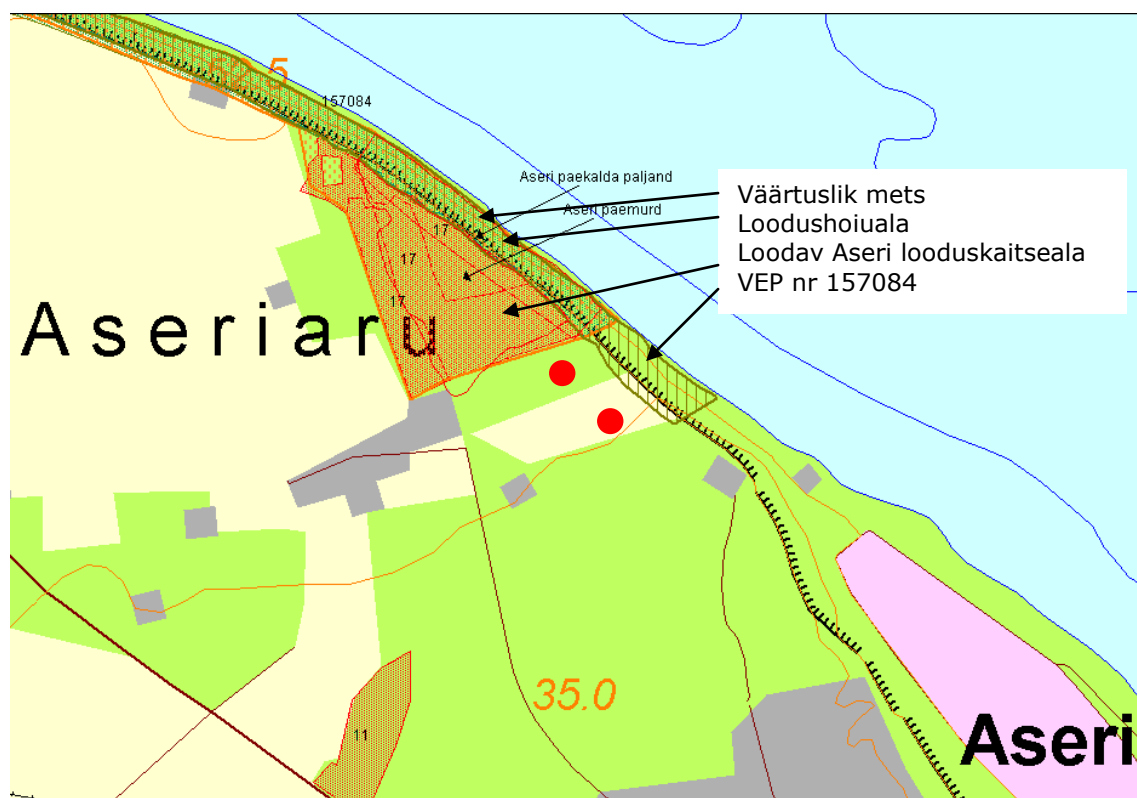 62.5
157084
Aseri paekalda paljand
Aseri paemurd
17
17
17
Väärtuslik mets
Loodushoiuala
Loodav Aseri looduskaitseala
VEP nr 157084
Aseriaru
35.0
11
Aseri